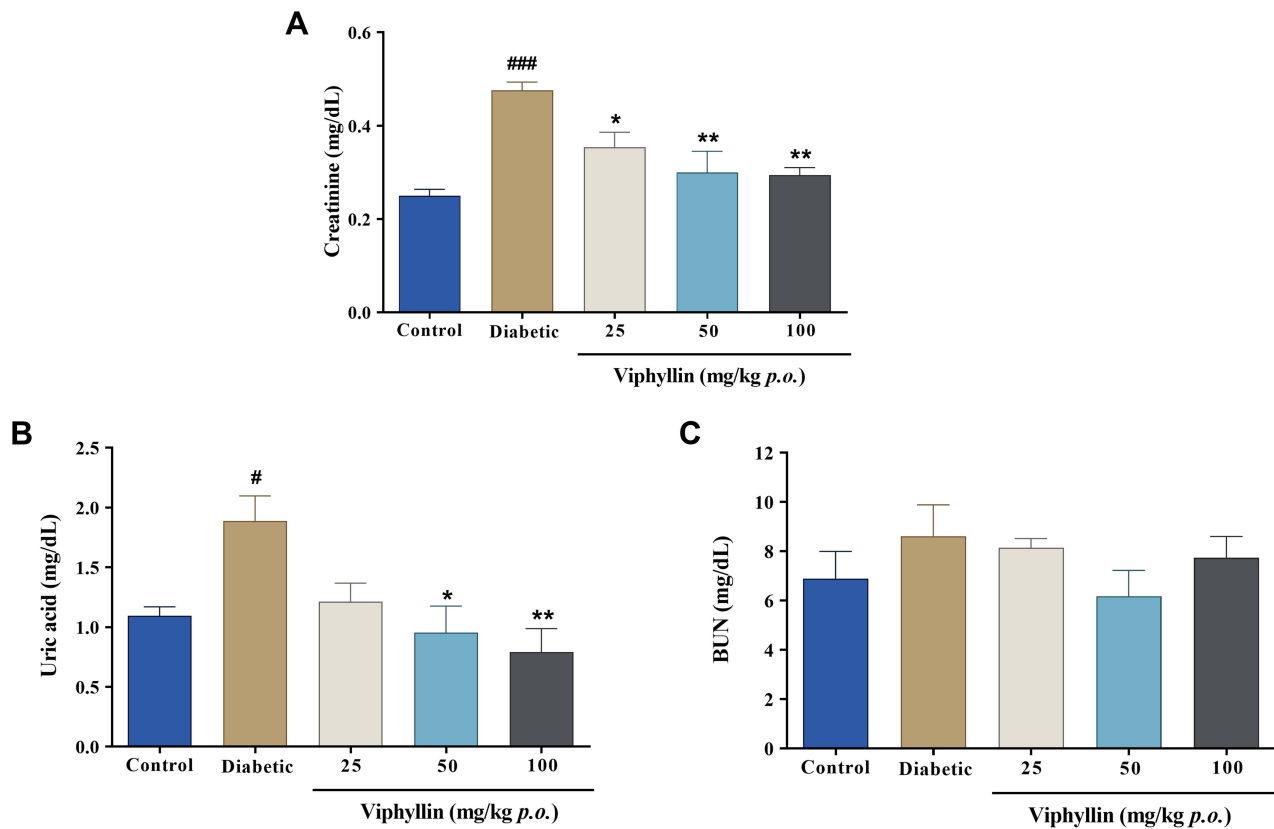 A
Creatinine (mg/dL)
0.6
0.4
0.2
0.0
###
*
**
**
Control Diabetic 25 50 100
Viphyllin (mg/kg p.o.)
B
Uric acid (mg/dL)
2.5
2.0
1.5
1.0
0.5
0.0
#
*
**
Control Diabetic 25 50 100
Viphyllin (mg/kg p.o.)
C
BUN (mg/dL)
12
10
8
6
4
2
0
Control Diabetic 25 50 100
Viphyllin (mg/kg p.o.)